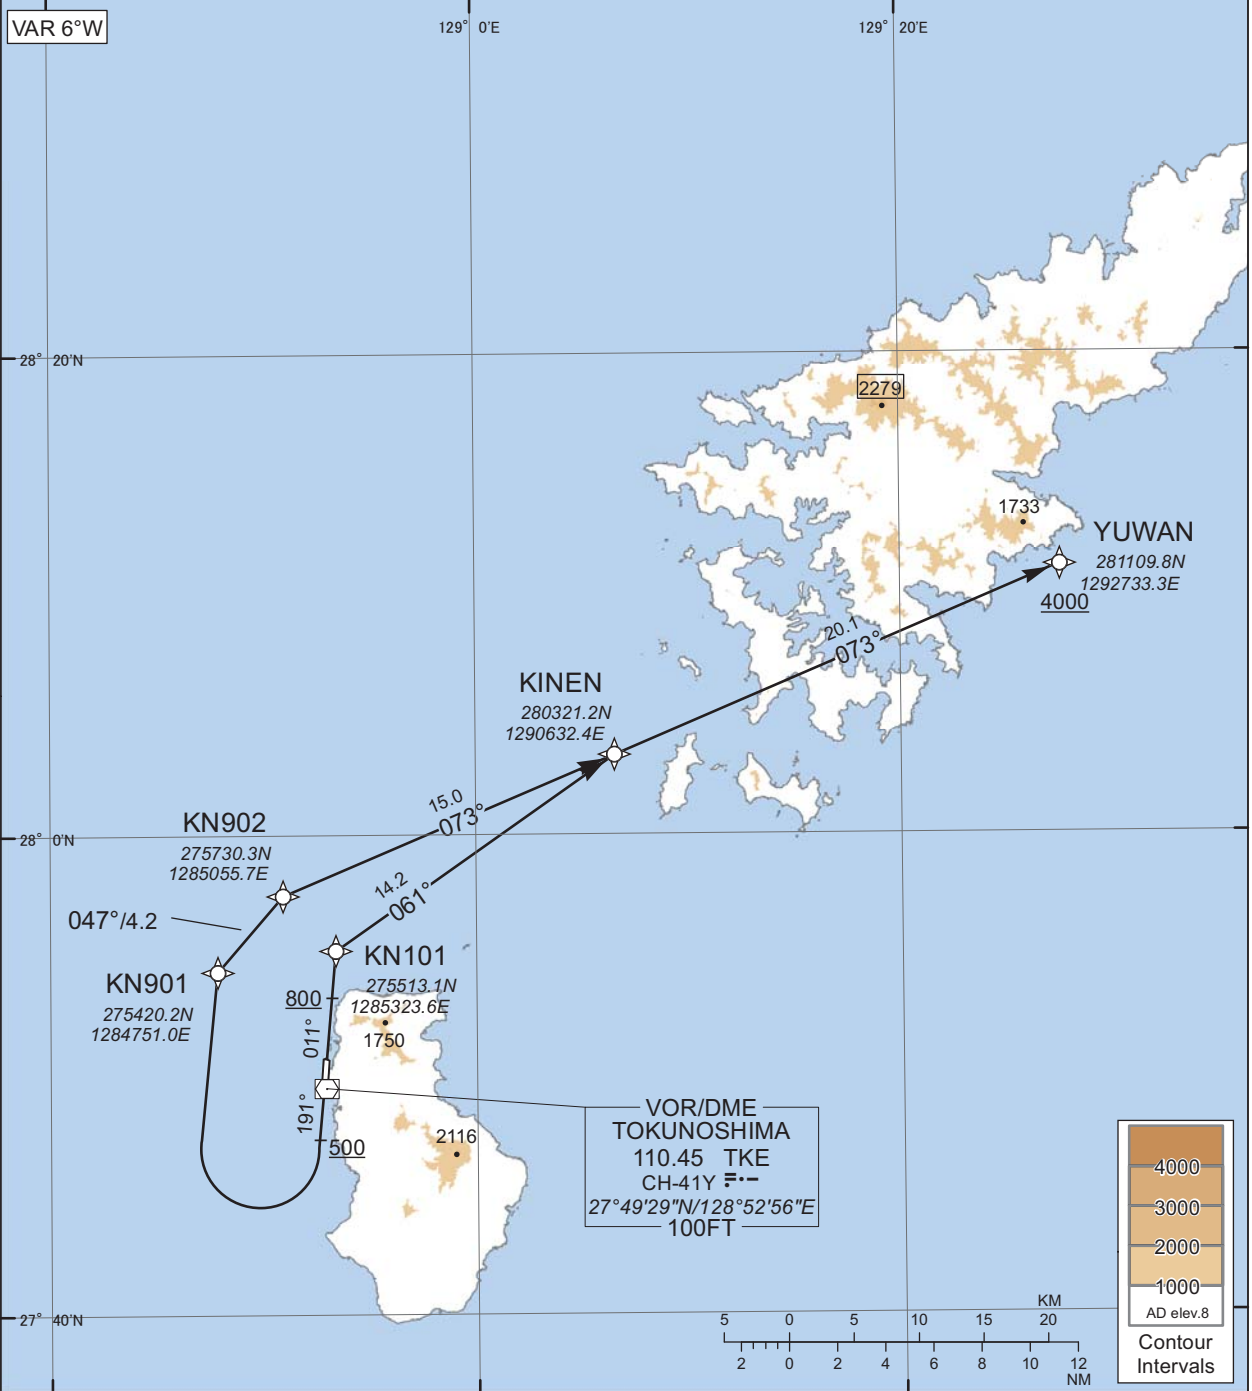 VAR 6°W
129° 0'E
129° 20'E
28° 20'N
2279
1733
YUWAN
281109.8N
1292733.3E
4000
20.1
073°
KINEN
280321.2N
1290632.4E
15.0
073°
KN902
275730.3N
1285055.7E
28° 0'N
14.2
061°
047°/4.2
KN901
275420.2N
1284751.0E
KN101
275513.1N
1285323.6E
800
011°
1750
191°
500
2116
VOR/DME
TOKUNOSHIMA
110.45 TKE
CH-41Y
27°49'29"N/128°52'56"E
100FT
27° 40'N
KM
5 0 5 10 15 20
2 0 2 4 6 8 10 12
NM
4000
3000
2000
1000
AD elev.8
Contour
Intervals